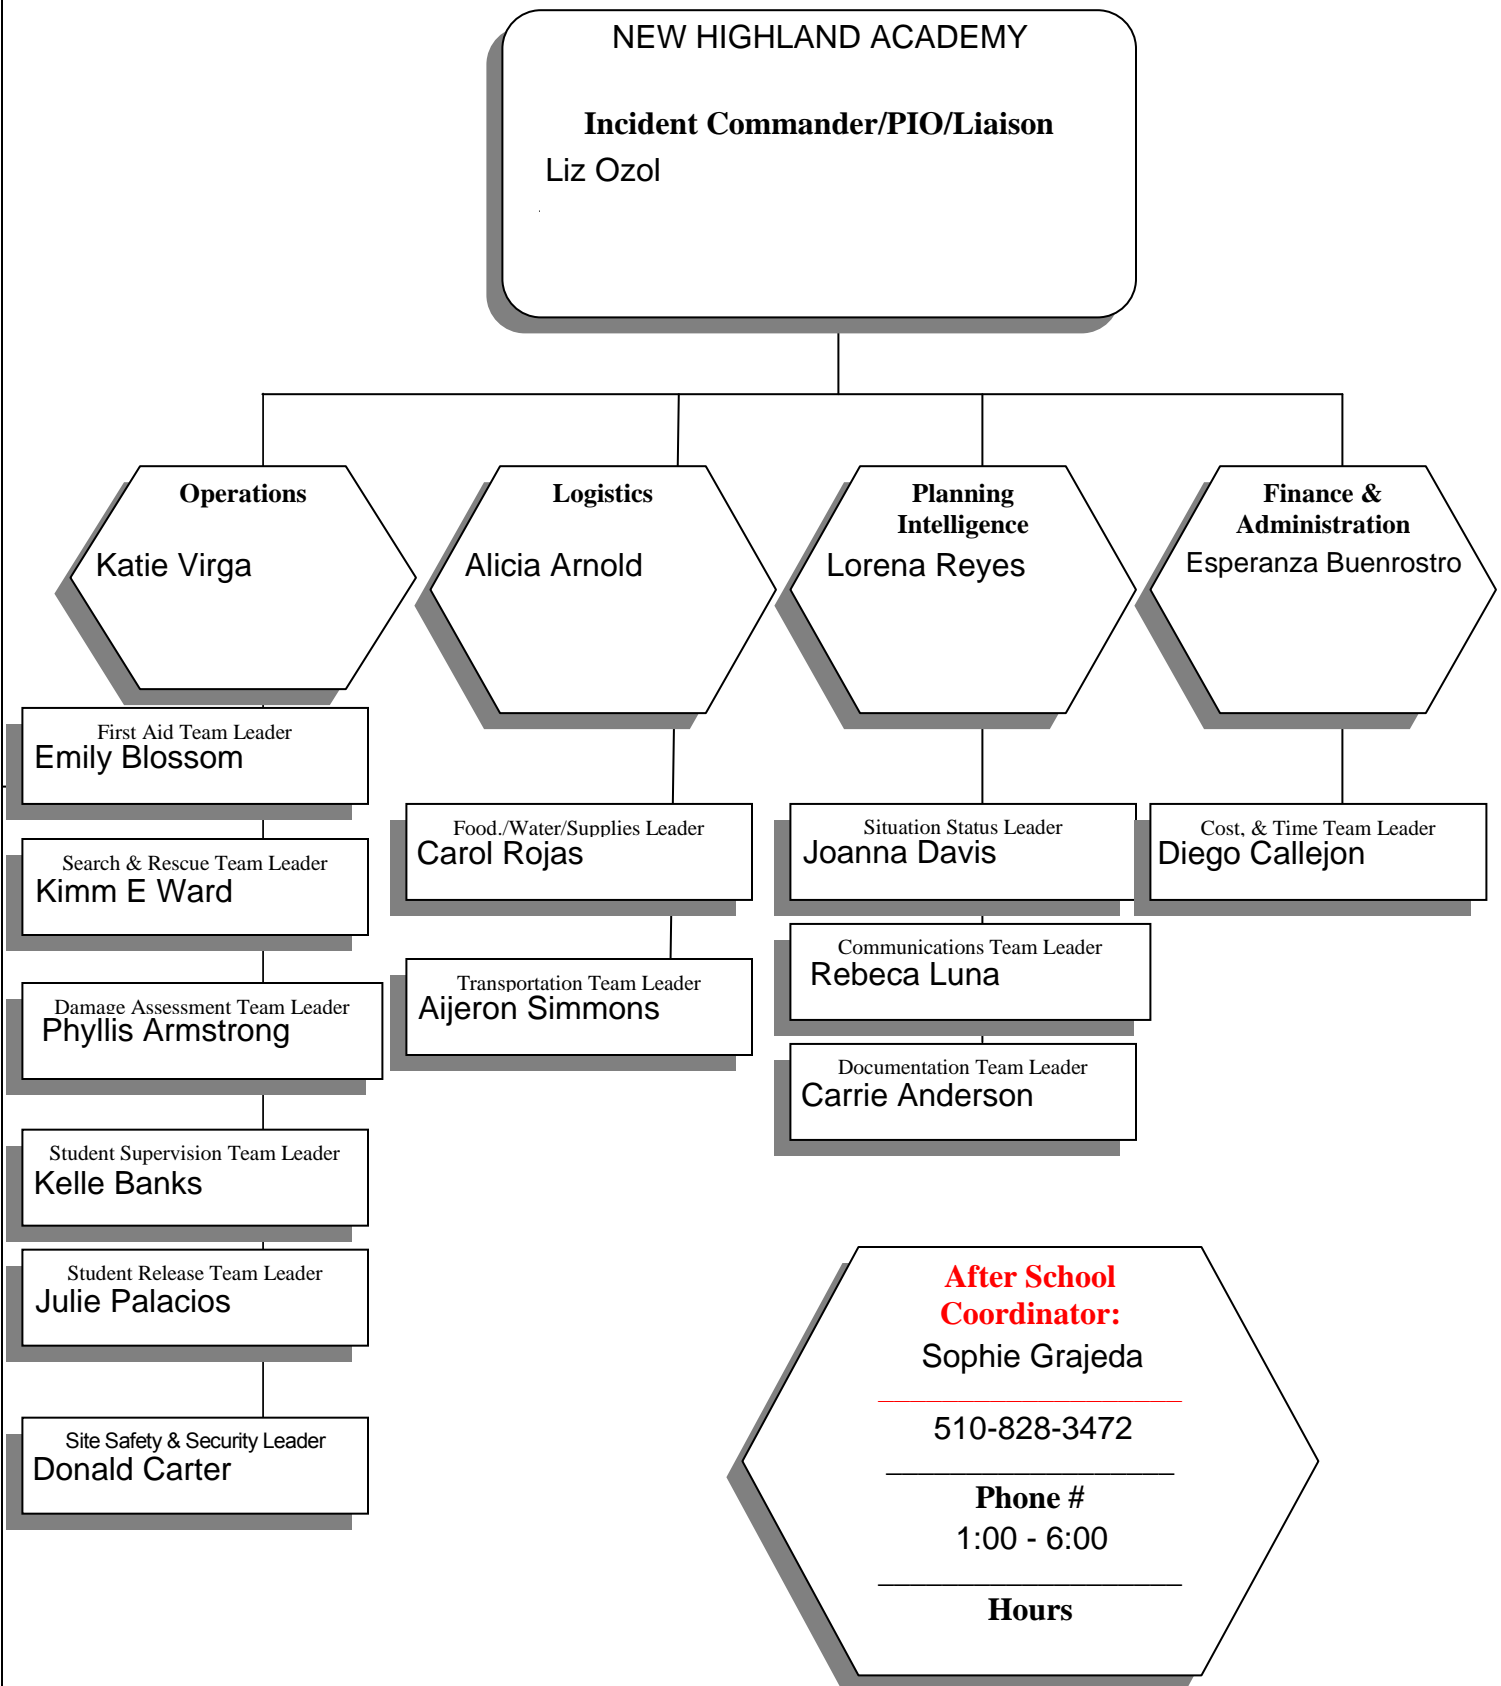 NEW HIGHLAND ACADEMY
Incident Commander/PIO/Liaison
Liz Ozol
Operations
Katie Virga
Logistics
Alicia Arnold
Planning
Intelligence
Lorena Reyes
Finance &
Administration
Esperanza Buenrostro
First Aid Team Leader
Emily Blossom
Search & Rescue Team Leader
Kimm E Ward
Damage Assessment Team Leader
Phyllis Armstrong
Student Supervision Team Leader
Kelle Banks
Student Release Team Leader
Julie Palacios
Site Safety & Security Leader
Donald Carter
Food./Water/Supplies Leader
Carol Rojas
Transportation Team Leader
Aijeron Simmons
Situation Status Leader
Joanna Davis
Communications Team Leader
Rebeca Luna
Documentation Team Leader
Carrie Anderson
Cost, & Time Team Leader
Diego Callejon
After School
Coordinator:
Sophie Grajeda
510-828-3472
Phone #
1:00 - 6:00
Hours